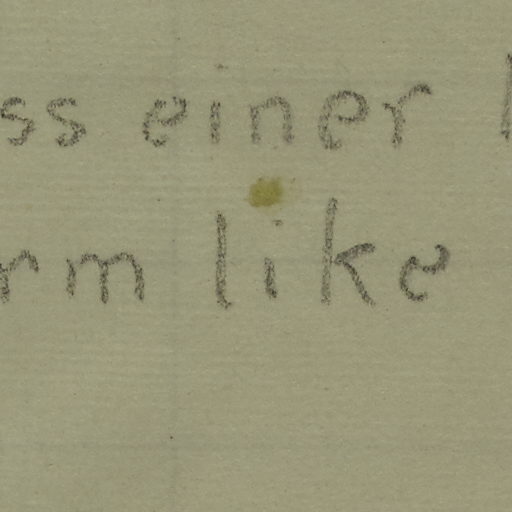 ss einer
rm like